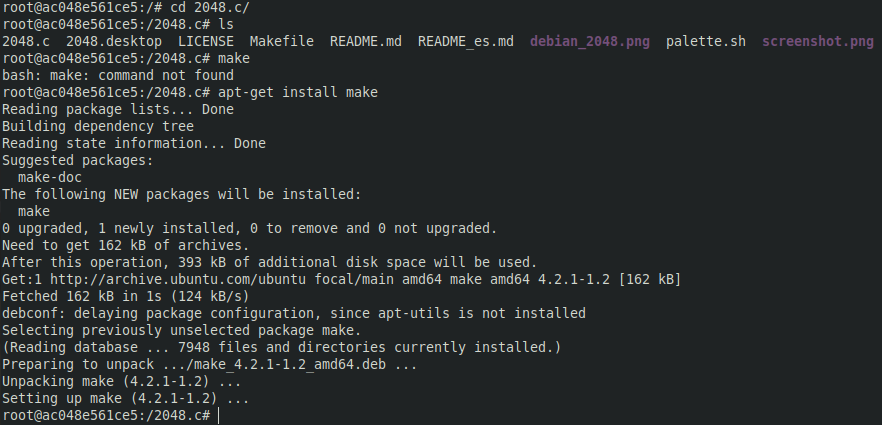 root@ac048e561ce5:/# cd 2048.c/
root@ac048e561ce5:/2048.c# ls
2048.c  2048.desktop  LICENSE  Makefile  README.md  README_es.md  debian_2048.png  palette.sh  screenshot.png
root@ac048e561ce5:/2048.c# make
bash: make: command not found
root@ac048e561ce5:/2048.c# apt-get install make
Reading package lists... Done
Building dependency tree
Reading state information... Done
Suggested packages:
  make-doc
The following NEW packages will be installed:
  make
0 upgraded, 1 newly installed, 0 to remove and 0 not upgraded.
Need to get 162 kB of archives.
After this operation, 393 kB of additional disk space will be used.
Get:1 http://archive.ubuntu.com/ubuntu focal/main amd64 make amd64 4.2.1-1.2 [162 kB]
Fetched 162 kB in 1s (124 kB/s)
debconf: delaying package configuration, since apt-utils is not installed
Selecting previously unselected package make.
(Reading database ... 7948 files and directories currently installed.)
Preparing to unpack .../make_4.2.1-1.2_amd64.deb ...
Unpacking make (4.2.1-1.2) ...
Setting up make (4.2.1-1.2) ...
root@ac048e561ce5:/2048.c#